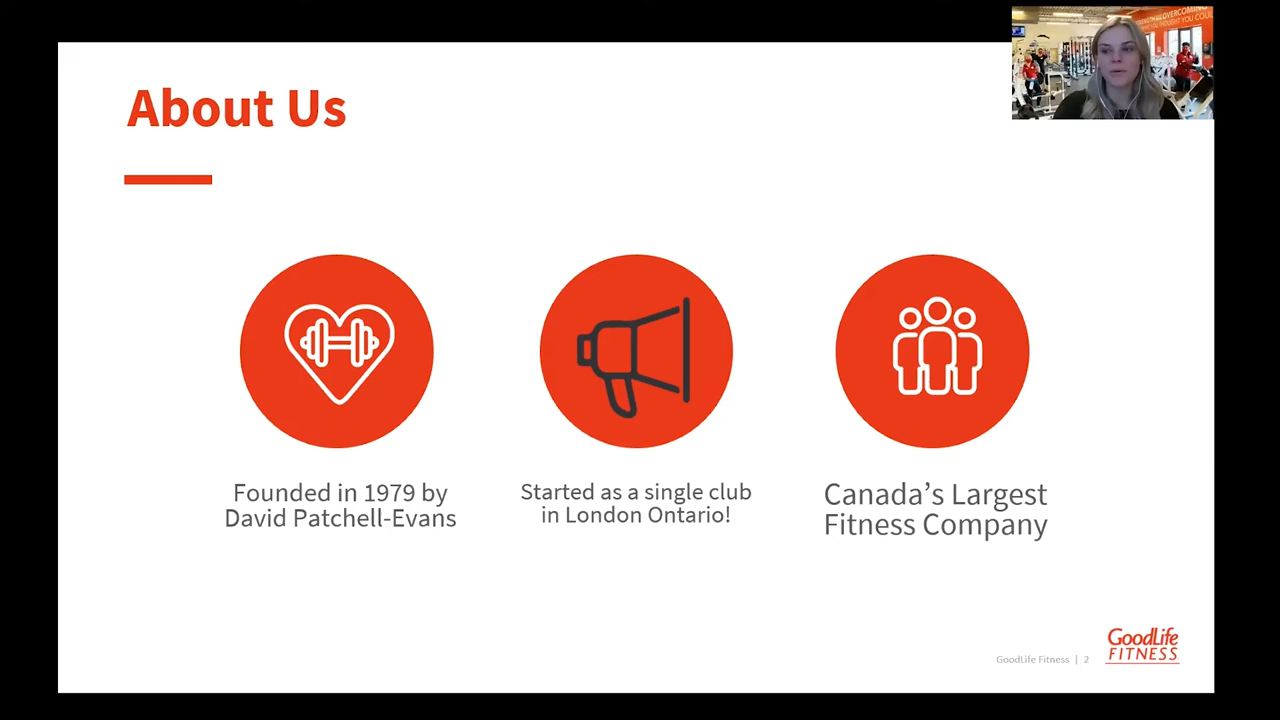 About Us
Founded in 1979 by
David Patchell-Evans
Started as a single club
in London Ontario!
Canada’s Largest
Fitness Company
GoodLife Fitness | 2
GoodLife
FITNESS